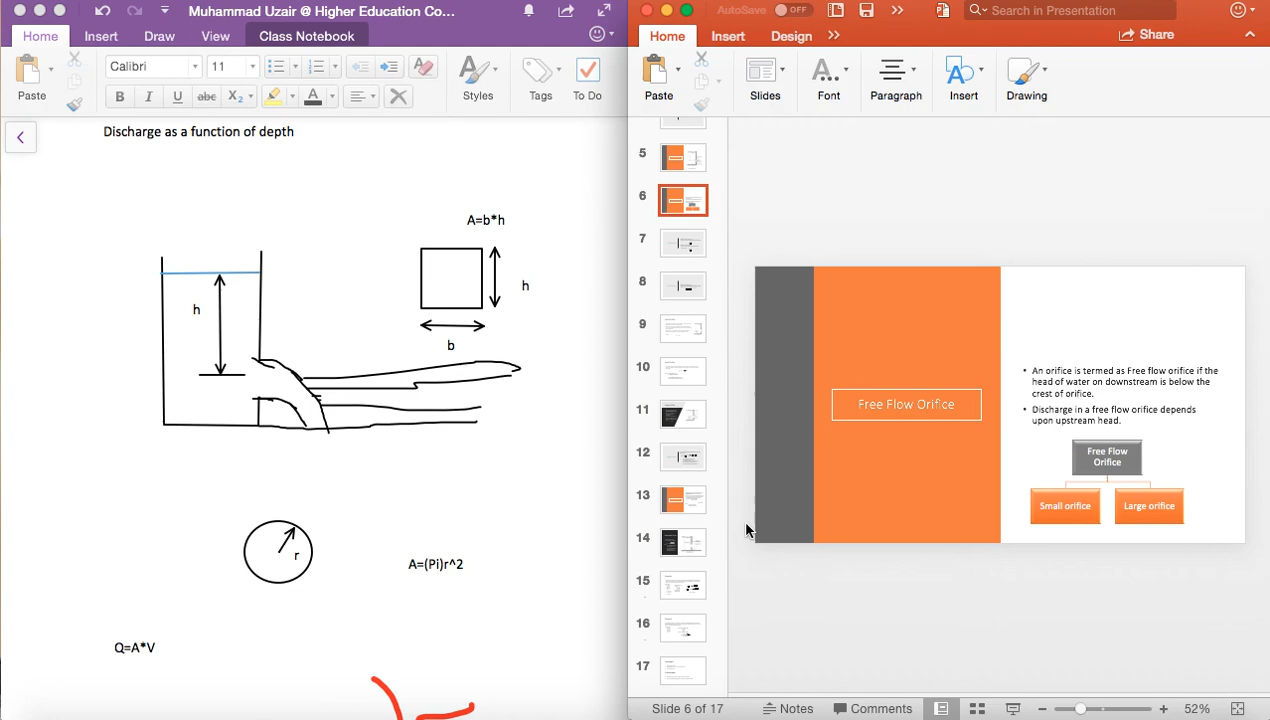 Muhammad Uzair @ Higher Education Co...
Home Insert Draw View Class Notebook
Calibri 11
Paste
B I U abc X₂ A
Styles
Tags
To Do
Discharge as a function of depth
A=b*h
h
h
b
r
A=(Pi)r^2
Q=A*V
AutoSave OFF
Search in Presentation
Home Insert Design Share
Paste Slides Font Paragraph Insert Drawing
5
6
7
8
9
10
11
12
13
14
15
16
17
Free Flow Orifice
• An orifice is termed as Free flow orifice if the
head of water on downstream is below the
crest of orifice.
• Discharge in a free flow orifice depends
upon upstream head.
Free Flow
Orifice
Small orifice
Large orifice
Slide 6 of 17 Notes Comments 52%